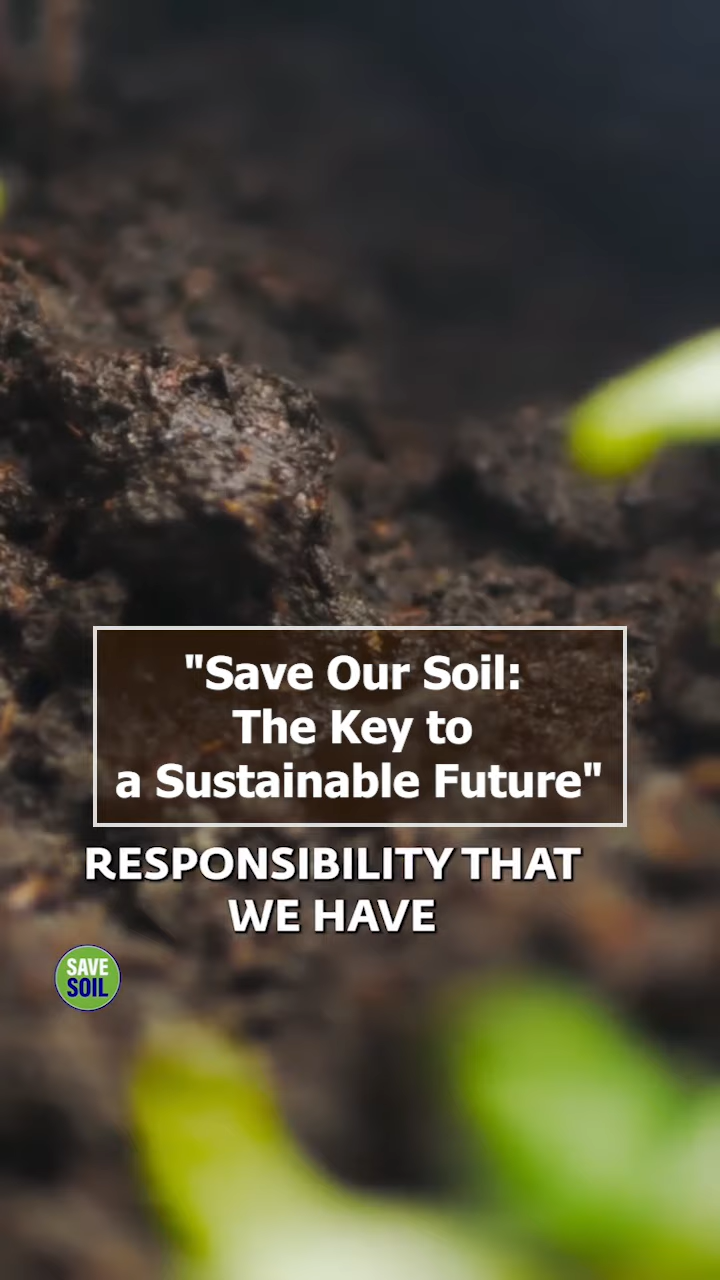 "Save Our Soil:
The Key to
a Sustainable Future"
RESPONSIBILITY THAT
WE HAVE
SAVE
SOIL